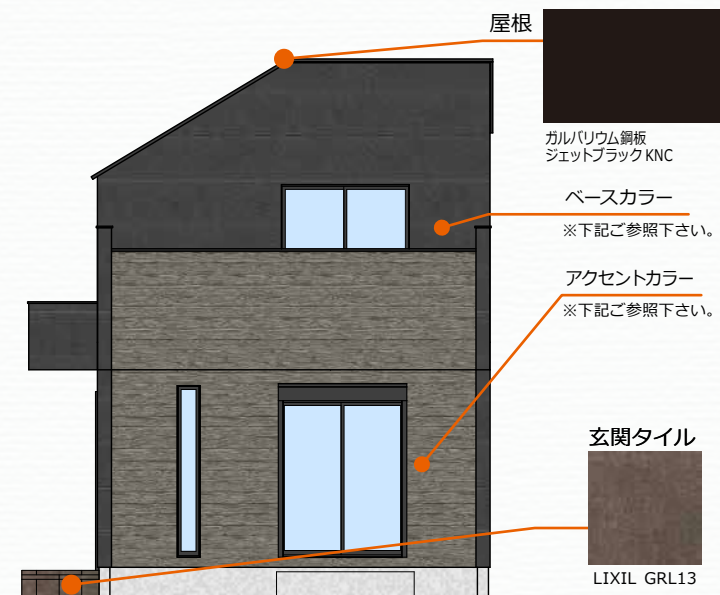 屋根
ガルバリウム鋼板
ジェットブラック KNC
ベースカラー
※下記ご参照下さい。
アクセントカラー
※下記ご参照下さい。
玄関タイル
LIXIL GRL13